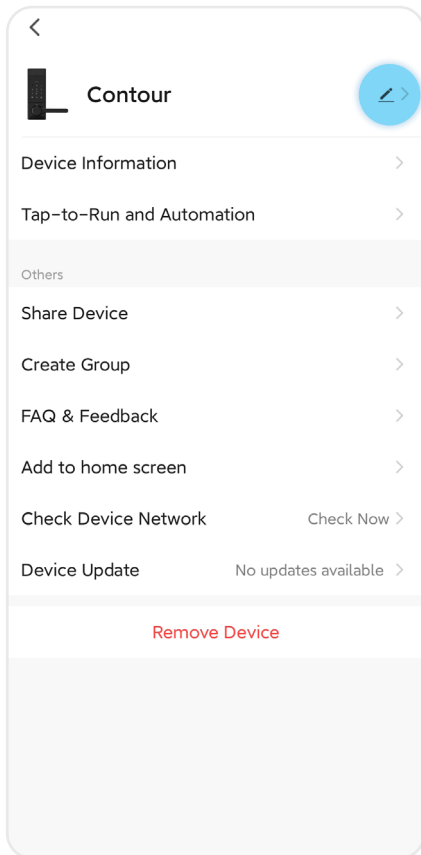 Contour
Device Information
Tap-to-Run and Automation
Others
Share Device
Create Group
FAQ & Feedback
Add to home screen
Check Device Network Check Now
Device Update No updates available
Remove Device